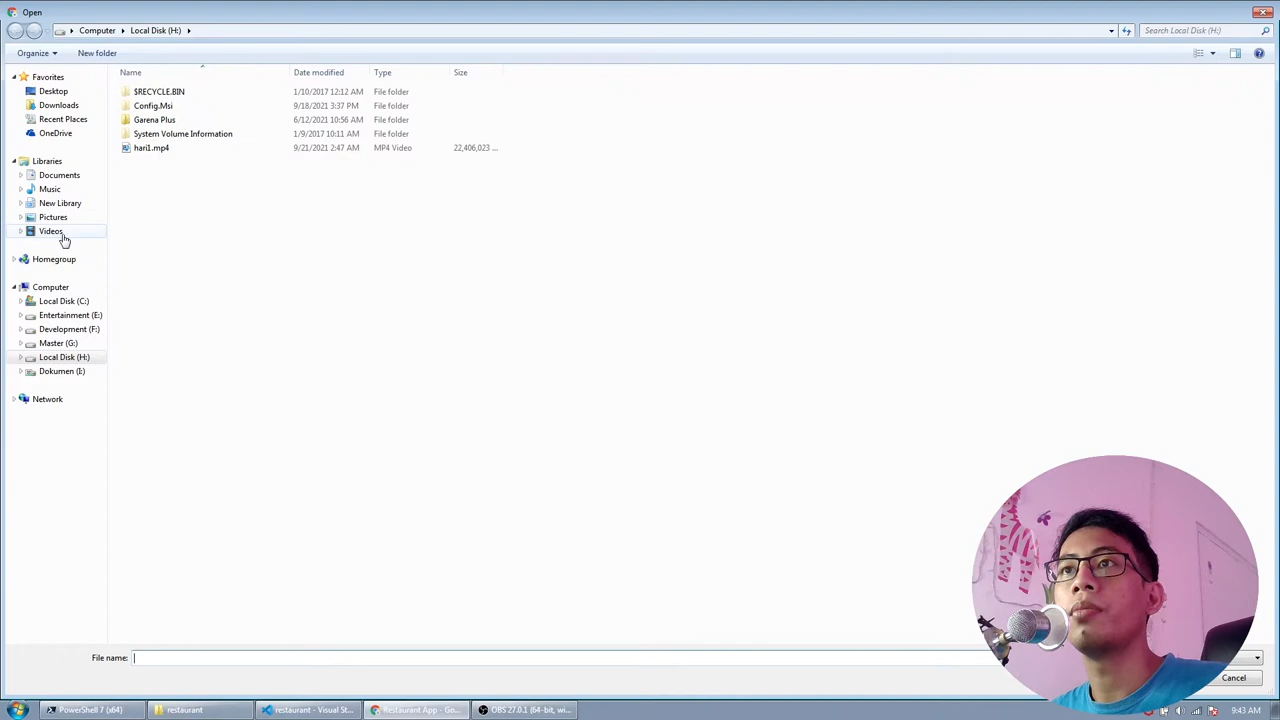 Open
Computer Local Disk (H:) Search Local Disk (H:)
Organize New folder
Name Date modified Type Size
$RECYCLE.BIN 1/10/2017 12:12 AM File folder
Config.Msi 9/18/2021 3:37 PM File folder
Garena Plus 6/12/2021 10:56 AM File folder
System Volume Information 1/9/2017 10:11 AM File folder
hari1.mp4 9/21/2021 2:47 AM MP4 Video 22,406,023 ...
Favorites
Desktop
Downloads
Recent Places
OneDrive
Libraries
Documents
Music
New Library
Pictures
Videos
Homegroup
Computer
Local Disk (C:)
Entertainment (E:)
Development (F:)
Master (G:)
Local Disk (H:)
Dokumen (I:)
Network
File name:
Cancel
PowerShell 7 (x64) restaurant restaurant - Visual St... Restaurant App - Go... OBS 27.0.1 (64-bit, wi... 9:43 AM